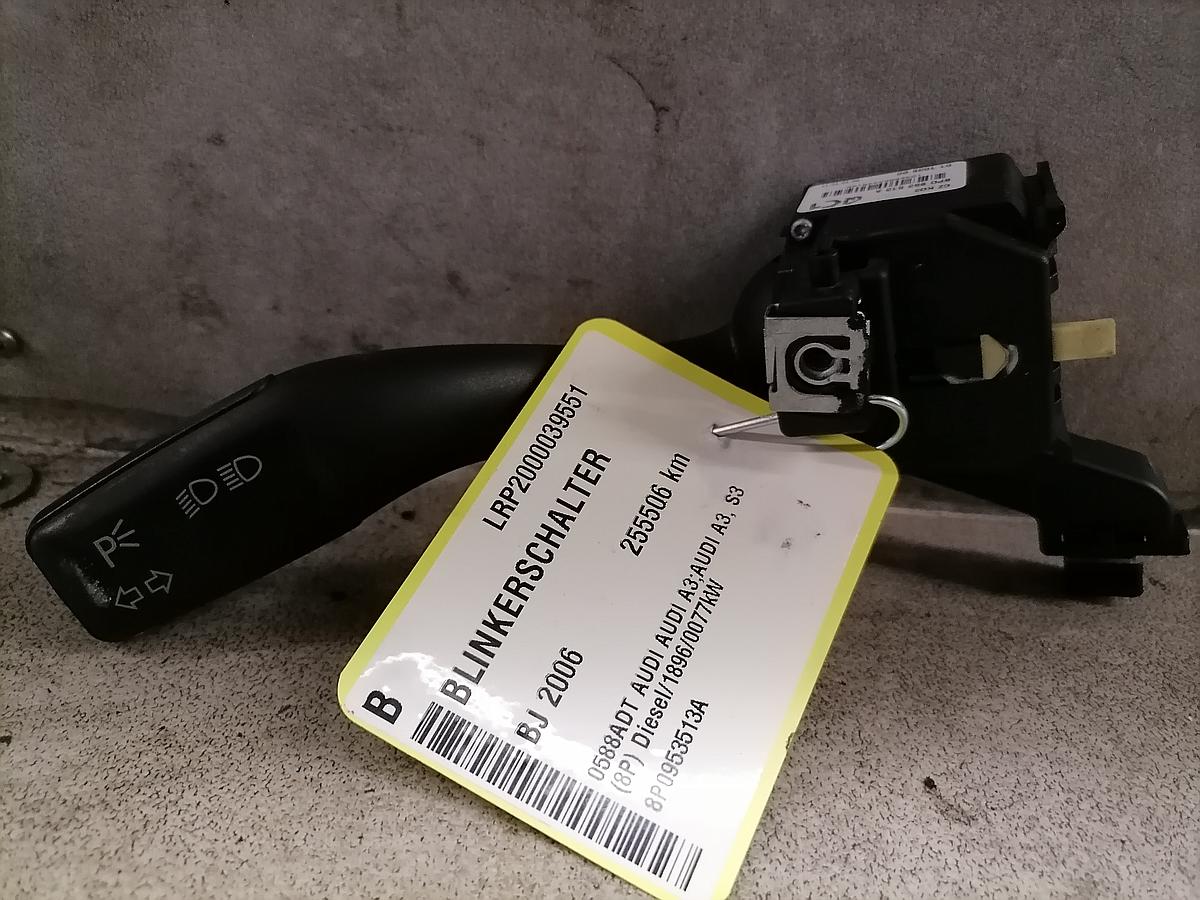 LRP2000039551
B
BLINKERSCHALTER
BJ 2006
255506 km
0588ADT AUDI AUDI A3;AUDI A3, S3
(8P) Diesel/1896/0077kW
8P0953513A
P